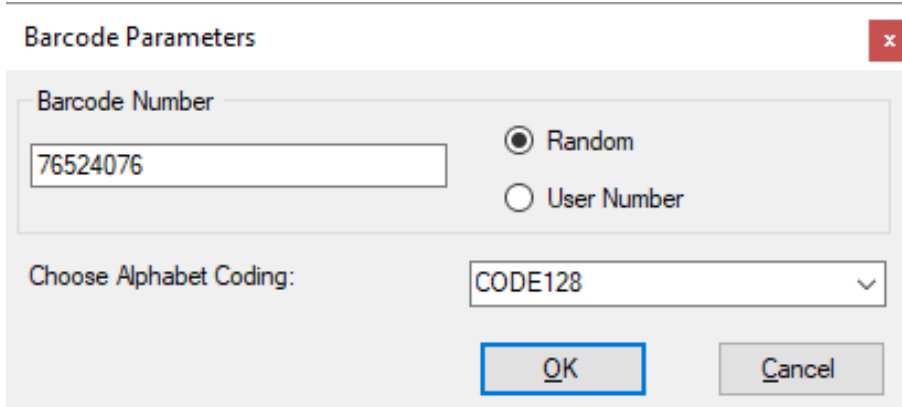 Barcode Parameters
x
Barcode Number
76524076
Random
User Number
Choose Alphabet Coding:
CODE128
OK
Cancel